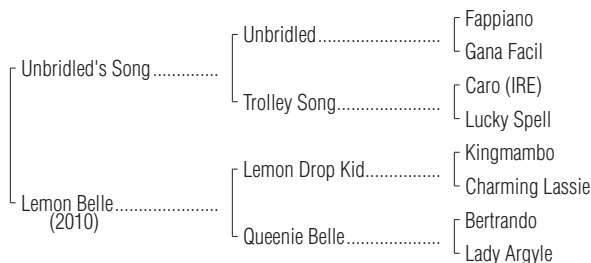 Fappiano
Unbridled
Gana Facil
Unbridled's Song
Caro (IRE)
Trolley Song
Lucky Spell
Kingmambo
Lemon Drop Kid
Charming Lassie
Lemon Belle
(2010)
Bertrando
Queenie Belle
Lady Argyle